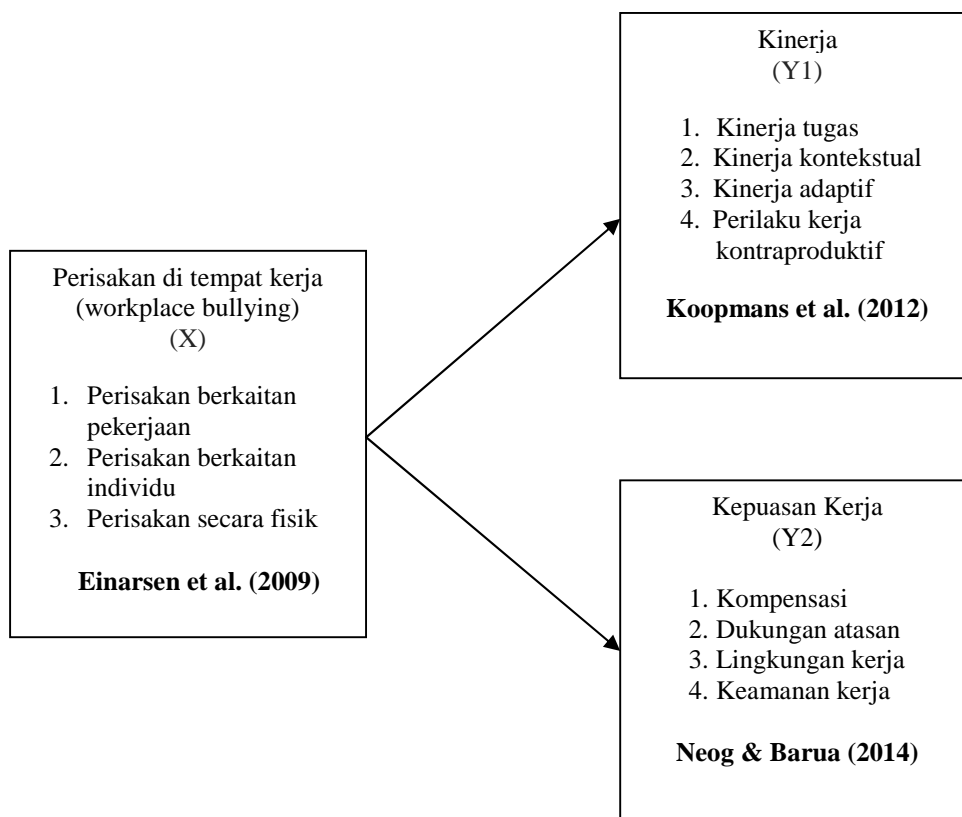 Perisakan di tempat kerja
(workplace bullying)
(X)
1. Perisakan berkaitan
pekerjaan
2. Perisakan berkaitan
individu
3. Perisakan secara fisik
Einarsen et al. (2009)
Kinerja
(Y1)
1. Kinerja tugas
2. Kinerja kontekstual
3. Kinerja adaptif
4. Perilaku kerja
kontraproduktif
Koopmans et al. (2012)
Kepuasan Kerja
(Y2)
1. Kompensasi
2. Dukungan atasan
3. Lingkungan kerja
4. Keamanan kerja
Neog & Barua (2014)